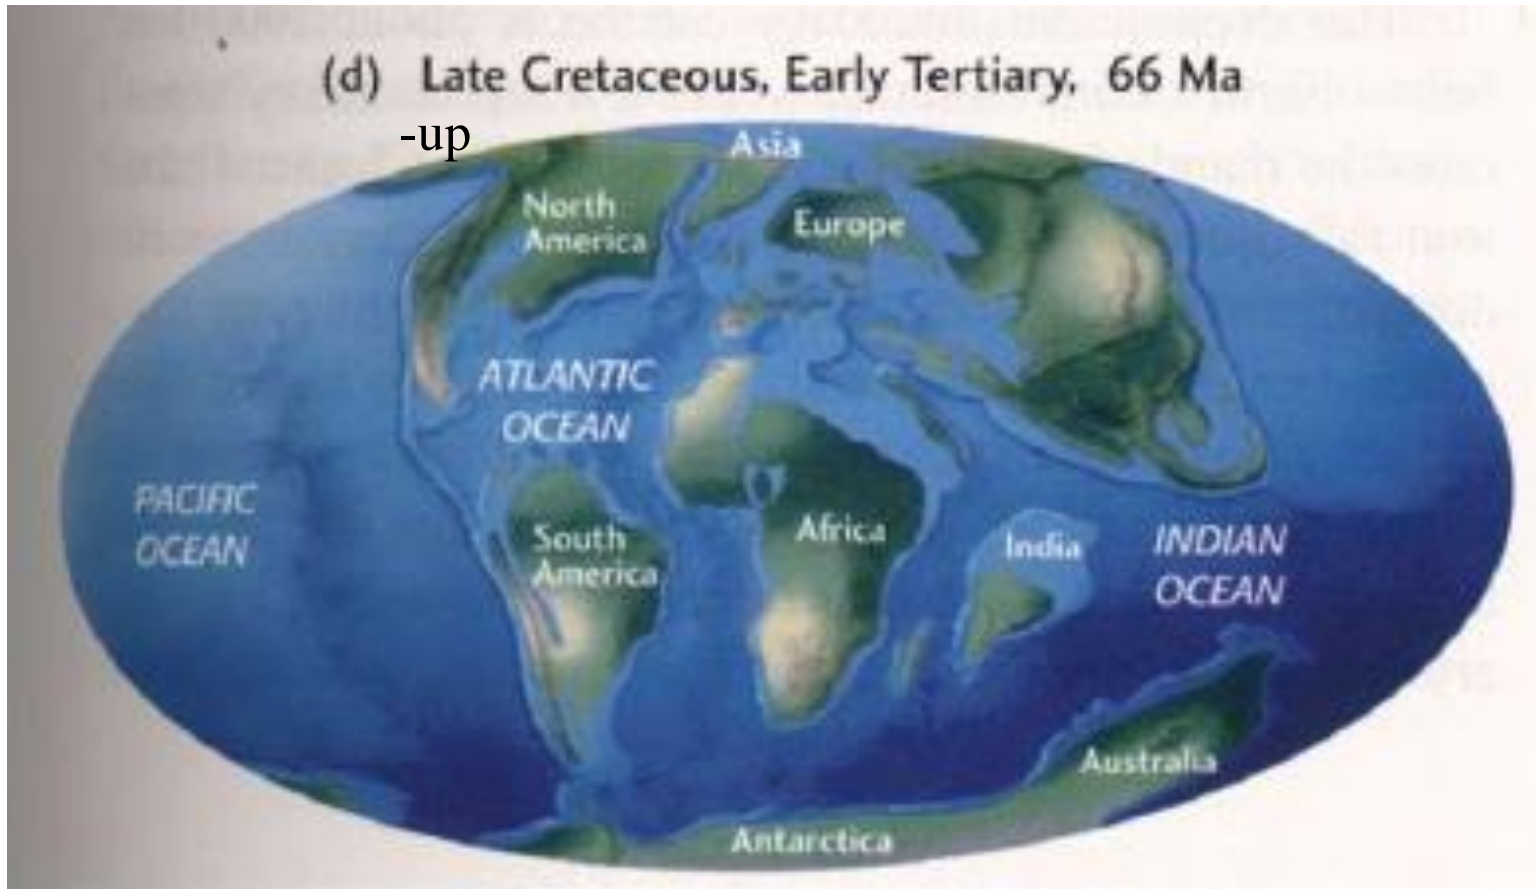 (d) Late Cretaceous, Early Tertiary, 66 Ma
-up
Asia
North
America
Europe
ATLANTIC
OCEAN
PACIFIC
OCEAN
South
America
Africa
India
INDIAN
OCEAN
Australia
Antarctica